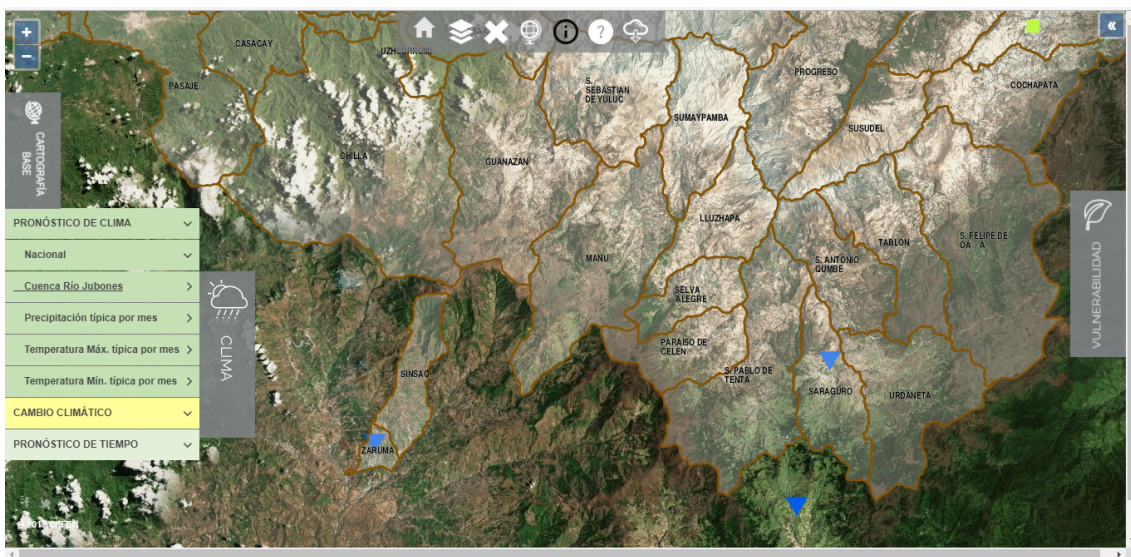 CASACAY
PROGRESO
PASAJE
S.
SEBASTIAN
DE YULUC
COCHAPATA
SUMAYPAMBA
SUSUDEL
CARTOGRAFÍA
BASE
CHILLA
GUANAZAN
PRONÓSTICO DE CLIMA
Nacional
Cuenca Río Jubones
Precipitación típica por mes
Temperatura Máx. típica por mes
Temperatura Mín. típica por mes
CAMBIO CLIMÁTICO
PRONÓSTICO DE TIEMPO
CLIMA
LLUZHAPA
MANU
S. ANTONIO
QUMBE
TABLON
S. FELIPE DE
OA A
VULNERABILIDAD
SELVA
ALEGRE
PARAISO DE
CELEN
S. PABLO DE
TENTA
SARAGURO
URDANETA
SINSAO
ZARUMA